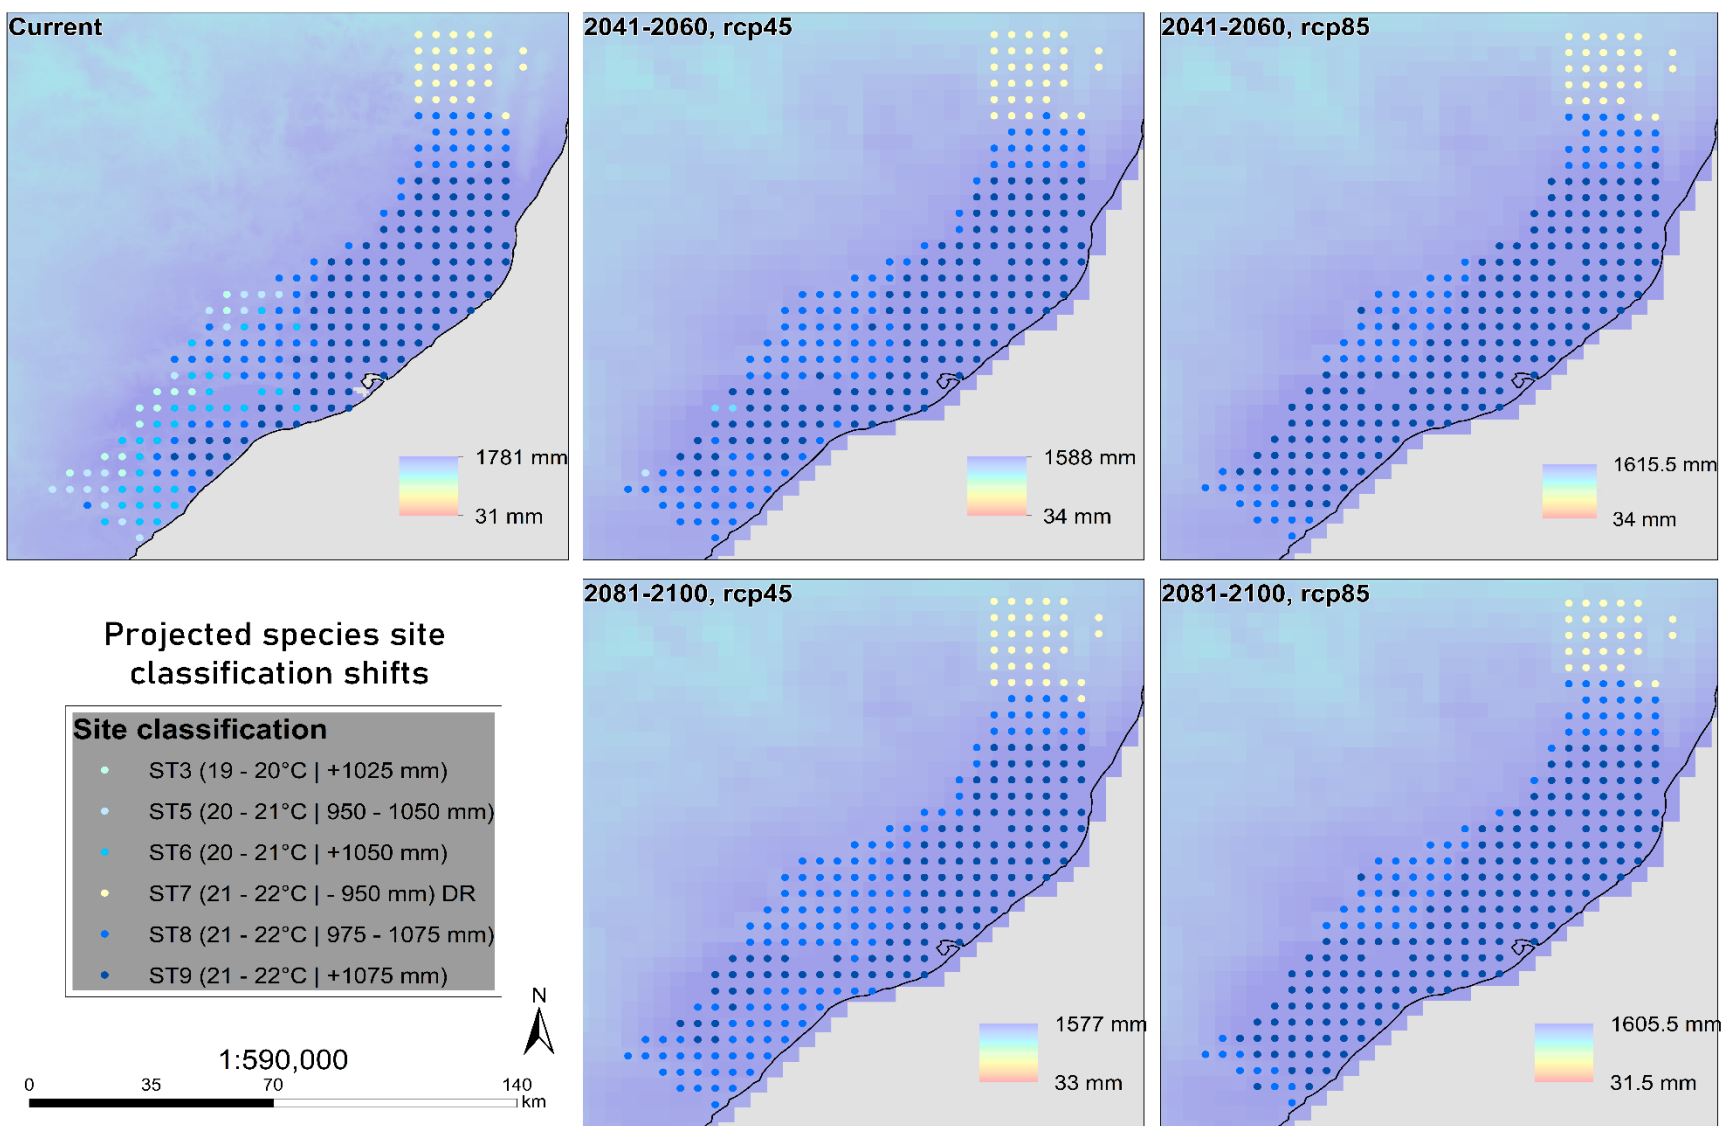 Current
1781 mm
31 mm
2041-2060, rcp45
1588 mm
34 mm
2041-2060, rcp85
1615.5 mm
34 mm
Projected species site
classification shifts
Site classification
ST3 (19 - 20°C | +1025 mm)
ST5 (20 - 21°C | 950 - 1050 mm)
ST6 (20 - 21°C | +1050 mm)
ST7 (21 - 22°C | - 950 mm) DR
ST8 (21 - 22°C | 975 - 1075 mm)
ST9 (21 - 22°C | +1075 mm)
N
1:590,000
0 35 70 140
km
2081-2100, rcp45
1577 mm
33 mm
2081-2100, rcp85
1605.5 mm
31.5 mm